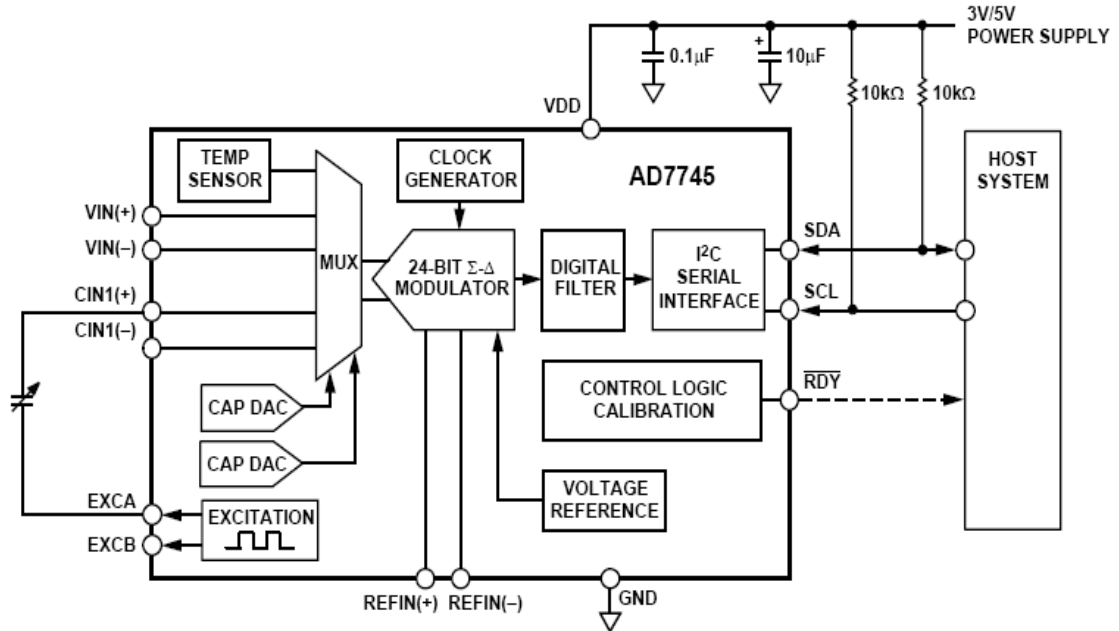 3V/5V
POWER SUPPLY
0.1µF
+
10µF
10kΩ
10kΩ
VDD
TEMP
SENSOR
CLOCK
GENERATOR
AD7745
HOST
SYSTEM
VIN(+)
VIN(–)
MUX
24-BIT Σ-Δ
MODULATOR
DIGITAL
FILTER
I²C
SERIAL
INTERFACE
SDA
SCL
CIN1(+)
CIN1(–)
CAP DAC
CAP DAC
CONTROL LOGIC
CALIBRATION
R̅D̅Y̅
VOLTAGE
REFERENCE
EXCA
EXCB
EXCITATION
REFIN(+)
REFIN(–)
GND